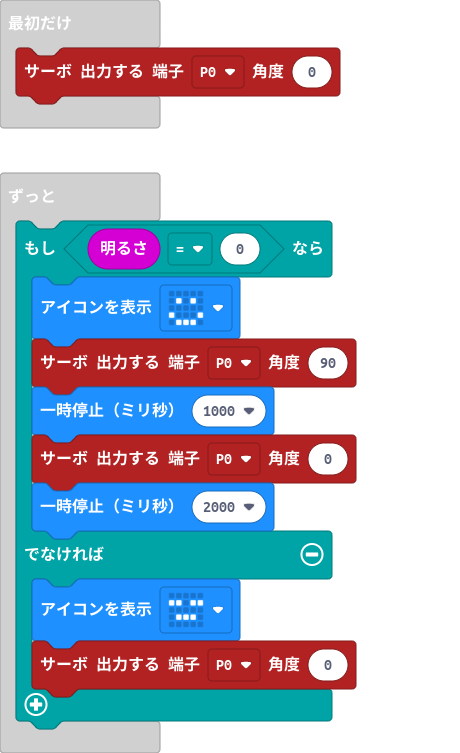 最初だけ
サーボ 出力する 端子 P0 角度 0
ずっと
もし 明るさ = 0 なら
アイコンを表示
サーボ 出力する 端子 P0 角度 90
一時停止（ミリ秒） 1000
サーボ 出力する 端子 P0 角度 0
一時停止（ミリ秒） 2000
でなければ
アイコンを表示
サーボ 出力する 端子 P0 角度 0